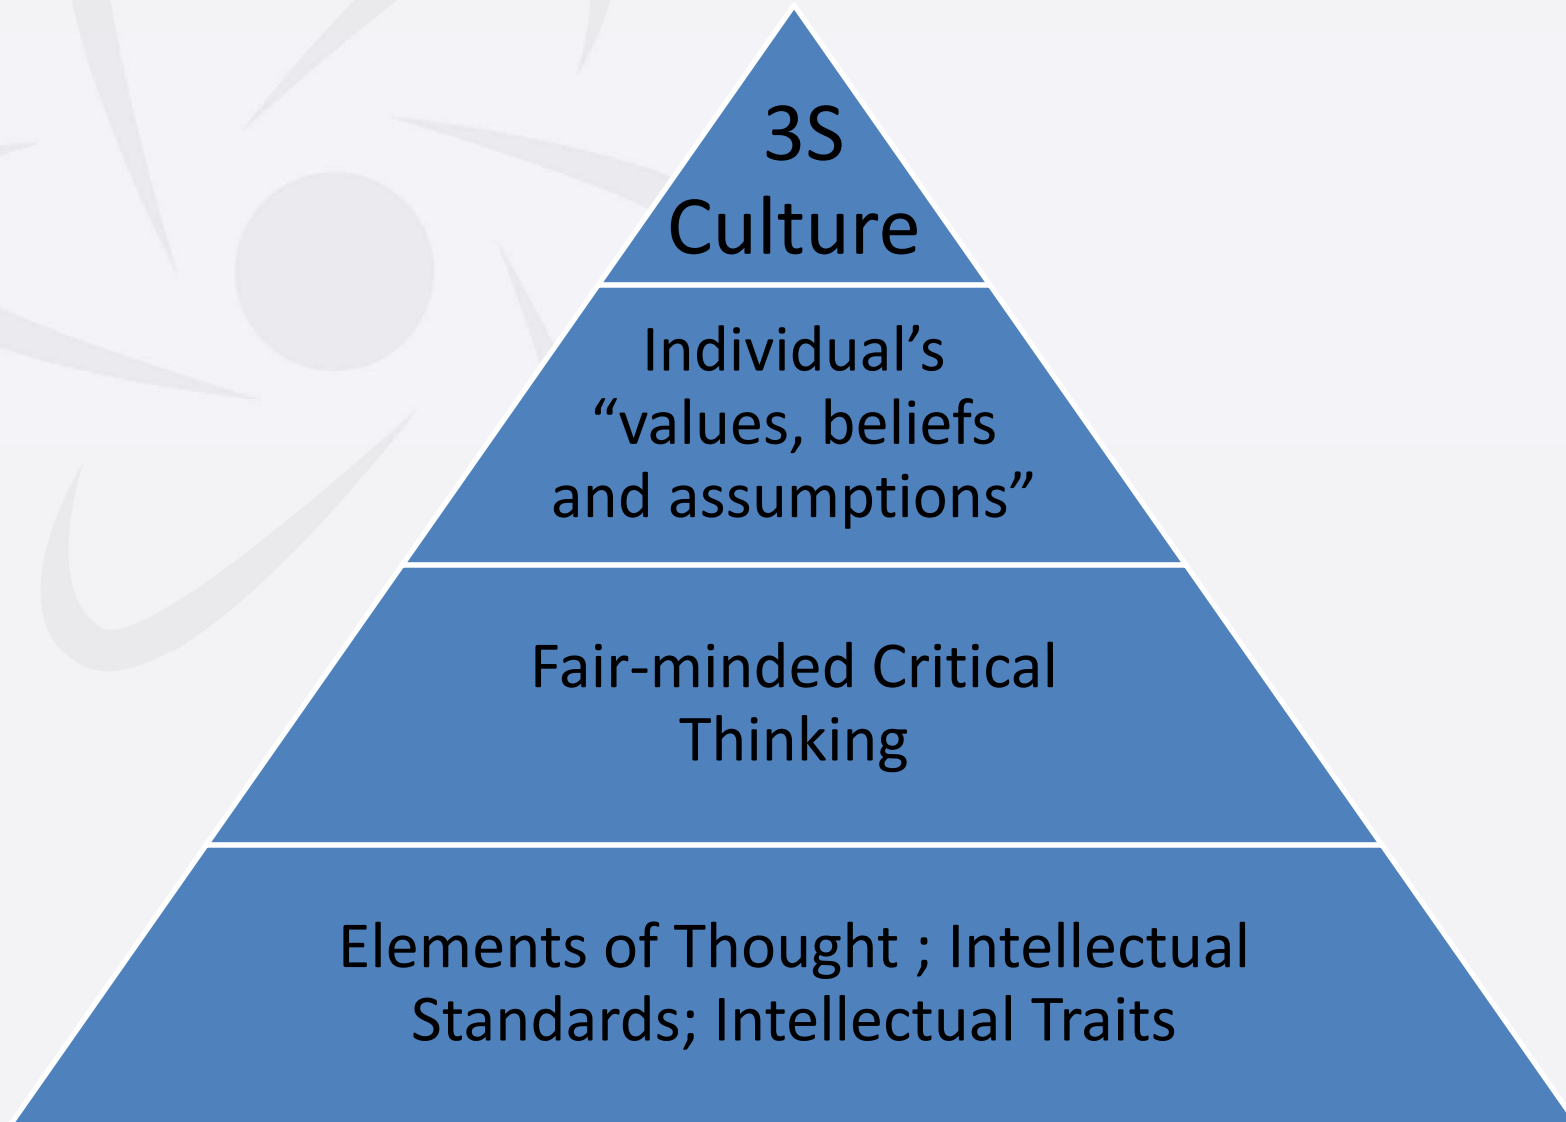 3S
Culture
Individual’s
“values, beliefs
and assumptions”
Fair-minded Critical
Thinking
Elements of Thought ; Intellectual
Standards; Intellectual Traits